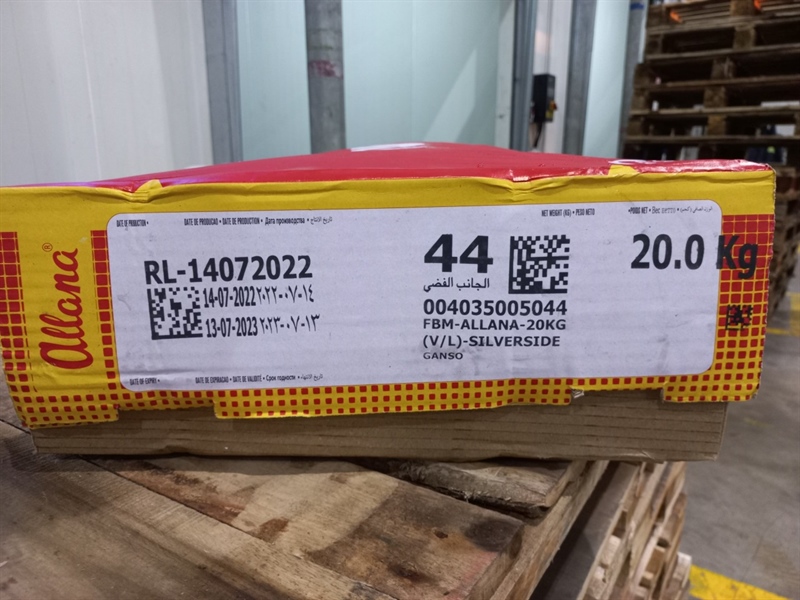 Allana®
DATE OF PRODUCTION • DATE DE PRODUCAO • DATE DE PRODUCTION • Дата производства • تاريخ الإنتاج
NET WEIGHT (KG) • PESO NETO •POIDS NET • Вес нетто •
RL-14072022
14-07-2022 ٢٠٢٢-٠٧-١٤
13-07-2023 ٢٠٢٣-٠٧-١٣
44
الجانب الفضي
004035005044
FBM-ALLANA-20KG
(V/L)-SILVERSIDE
GANSO
20.0 Kg
DATE OF EXPIRY • DATE DE EXPIRACAO • DATE DE VALIDITÉ • Срок годности • تاريخ الانتهاء